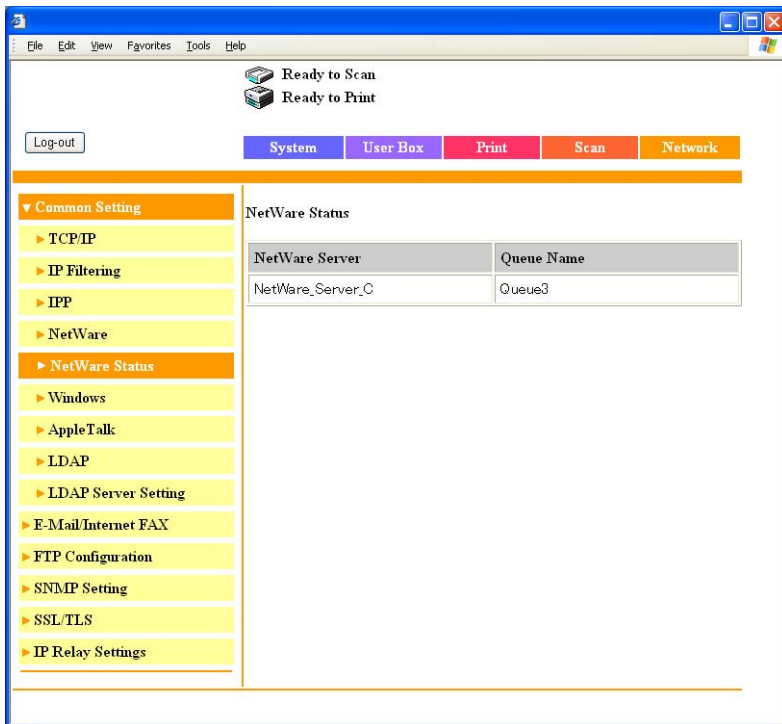 File Edit View Favorites Tools Help
Ready to Scan
Ready to Print
Log-out
System User Box Print Scan Network
Common Setting
TCP/IP
IP Filtering
IPP
NetWare
NetWare Status
Windows
AppleTalk
LDAP
LDAP Server Setting
E-Mail/Internet FAX
FTP Configuration
SNMP Setting
SSL/TLS
IP Relay Settings
NetWare Status
NetWare Server Queue Name
NetWare_Server_C Queue3